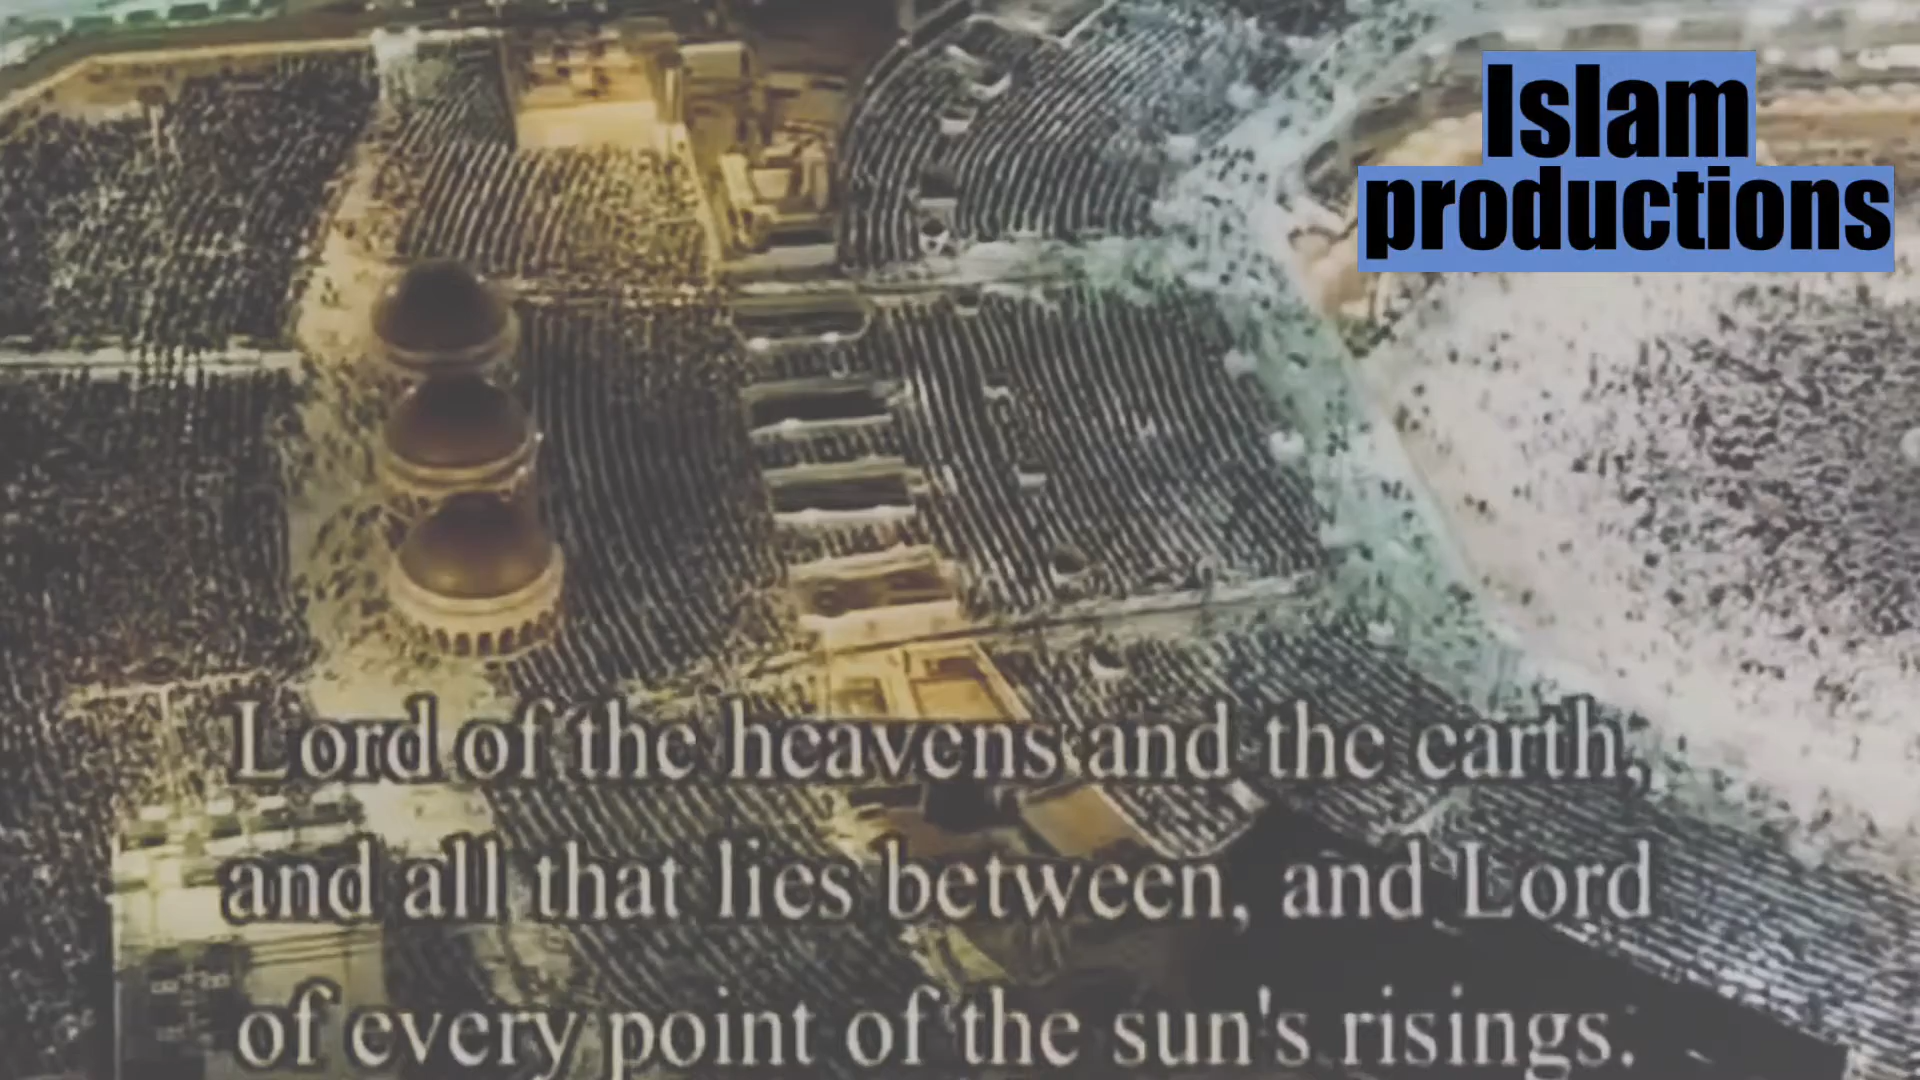 Islam
productions
Lord of the heavens and the earth,
and all that lies between, and Lord
of every point of the sun's risings.